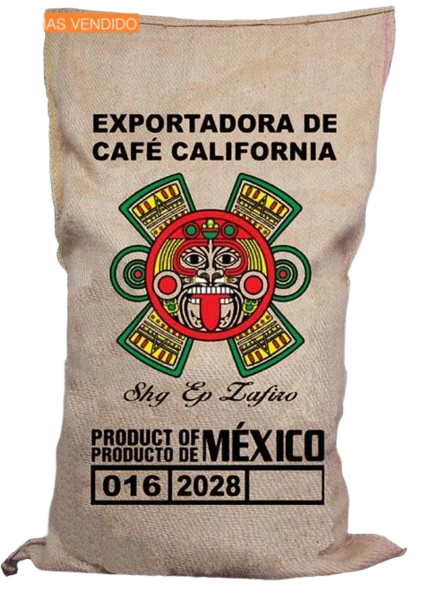 AS VENDIDO
EXPORTADORA DE
CAFÉ CALIFORNIA
Shg Ep Zafiro
PRODUCT OF
PRODUCTO DE MÉXICO
016 2028